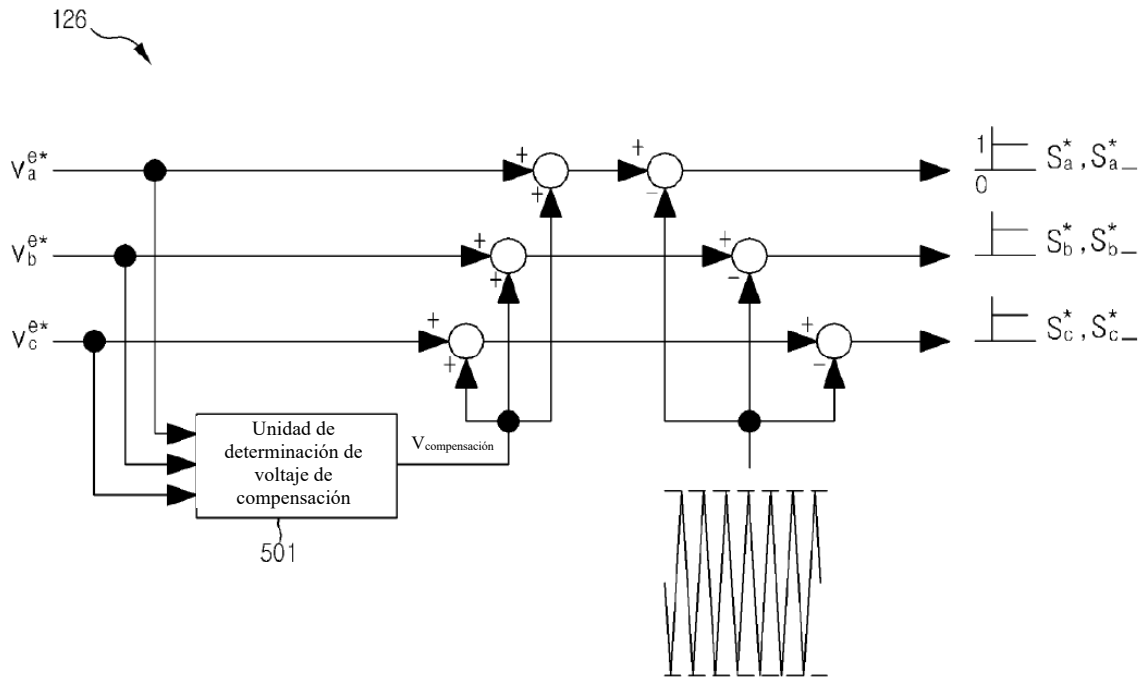 126
v_a^e*
+ + + − 1 0 S_a^*, S_a_^*
v_b^e*
+ + + − S_b^*, S_b_^*
v_c^e*
+ + + − S_c^*, S_c_^*
Unidad de
determinación de
voltaje de
compensación
V_compensación
501